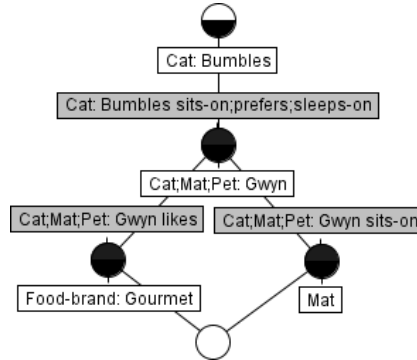 Cat: Bumbles
Cat: Bumbles sits-on;prefers;sleeps-on
Cat;Mat;Pet: Gwyn
Cat;Mat;Pet: Gwyn likes
Cat;Mat;Pet: Gwyn sits-on
Food-brand: Gourmet
Mat